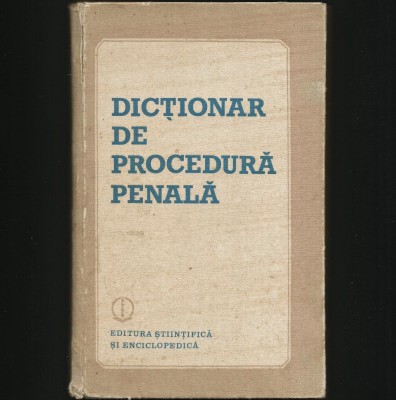 DICȚIONAR
DE
PROCEDURĂ
PENALĂ
EDITURA ȘTIINȚIFICĂ
ȘI ENCICLOPEDICĂ